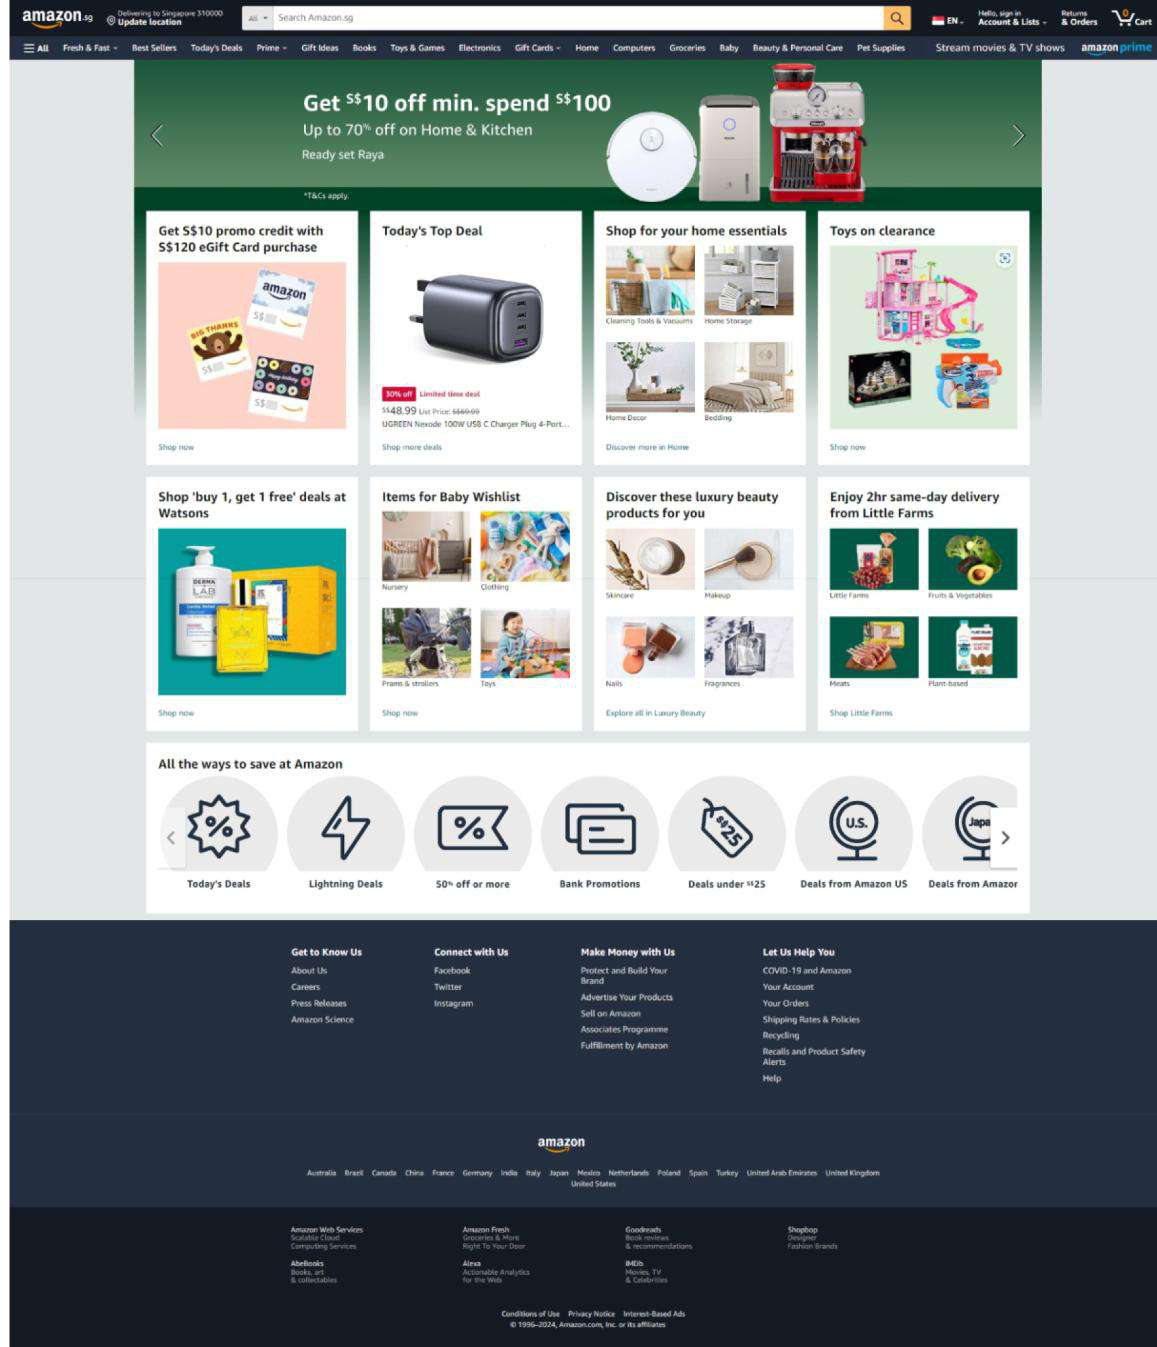 amazon.sg
Delivering to Singapore 310000
Update location
All
Search Amazon.sg
EN
Hello, sign in
Account & Lists
Returns
& Orders
0
Cart
All
Fresh & Fast
Best Sellers
Today's Deals
Prime
Gift Ideas
Books
Toys & Games
Electronics
Gift Cards
Home
Computers
Groceries
Baby
Beauty & Personal Care
Pet Supplies
Stream movies & TV shows
amazon prime
Get S$10 off min. spend S$100
Up to 70% off on Home & Kitchen
Ready set Raya
*T&Cs apply.
Get S$10 promo credit with
S$120 eGift Card purchase
amazon
S$
BIG THANKS
S$
Happy birthday
S$
Shop now
Today's Top Deal
30% off
Limited time deal
S$48.99 List Price: S$69.99
UGREEN Nexode 100W USB C Charger Plug 4-Port...
Shop more deals
Shop for your home essentials
Cleaning Tools & Vacuums
Home Storage
Home Decor
Bedding
Discover more in Home
Toys on clearance
Shop now
Shop 'buy 1, get 1 free' deals at
Watsons
DERMA
LAB
Shop now
Items for Baby Wishlist
Nursery
Clothing
Prams & strollers
Toys
Shop now
Discover these luxury beauty
products for you
Skincare
Makeup
Nails
Fragrances
Explore all in Luxury Beauty
Enjoy 2hr same-day delivery
from Little Farms
Little Farms
Fruits & Vegetables
Meats
Plant-based
Shop Little Farms
All the ways to save at Amazon
%
%
S$25
U.S.
Japa
Today's Deals
Lightning Deals
50% off or more
Bank Promotions
Deals under S$25
Deals from Amazon US
Deals from Amazon
Get to Know Us
About Us
Careers
Press Releases
Amazon Science
Connect with Us
Facebook
Twitter
Instagram
Make Money with Us
Protect and Build Your
Brand
Advertise Your Products
Sell on Amazon
Associates Programme
Fulfillment by Amazon
Let Us Help You
COVID-19 and Amazon
Your Account
Your Orders
Shipping Rates & Policies
Recycling
Recalls and Product Safety
Alerts
Help
amazon
Australia Brazil Canada China France Germany India Italy Japan Mexico Netherlands Poland Spain Turkey United Arab Emirates United Kingdom
United States
Amazon Web Services
Scalable Cloud
Computing Services
Amazon Fresh
Groceries & More
Right To Your Door
Goodreads
Book reviews
& recommendations
Shopbop
Designer
Fashion Brands
AbeBooks
Books, art
& collectables
Alexa
Actionable Analytics
for the Web
IMDb
Movies, TV
& Celebrities
Conditions of Use Privacy Notice Interest-Based Ads
© 1996–2024, Amazon.com, Inc. or its affiliates